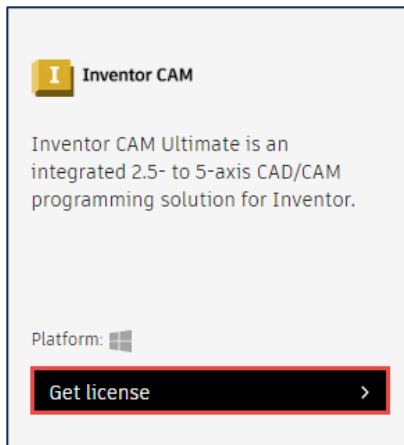 I Inventor CAM
Inventor CAM Ultimate is an
integrated 2.5- to 5-axis CAD/CAM
programming solution for Inventor.
Platform:
Get license